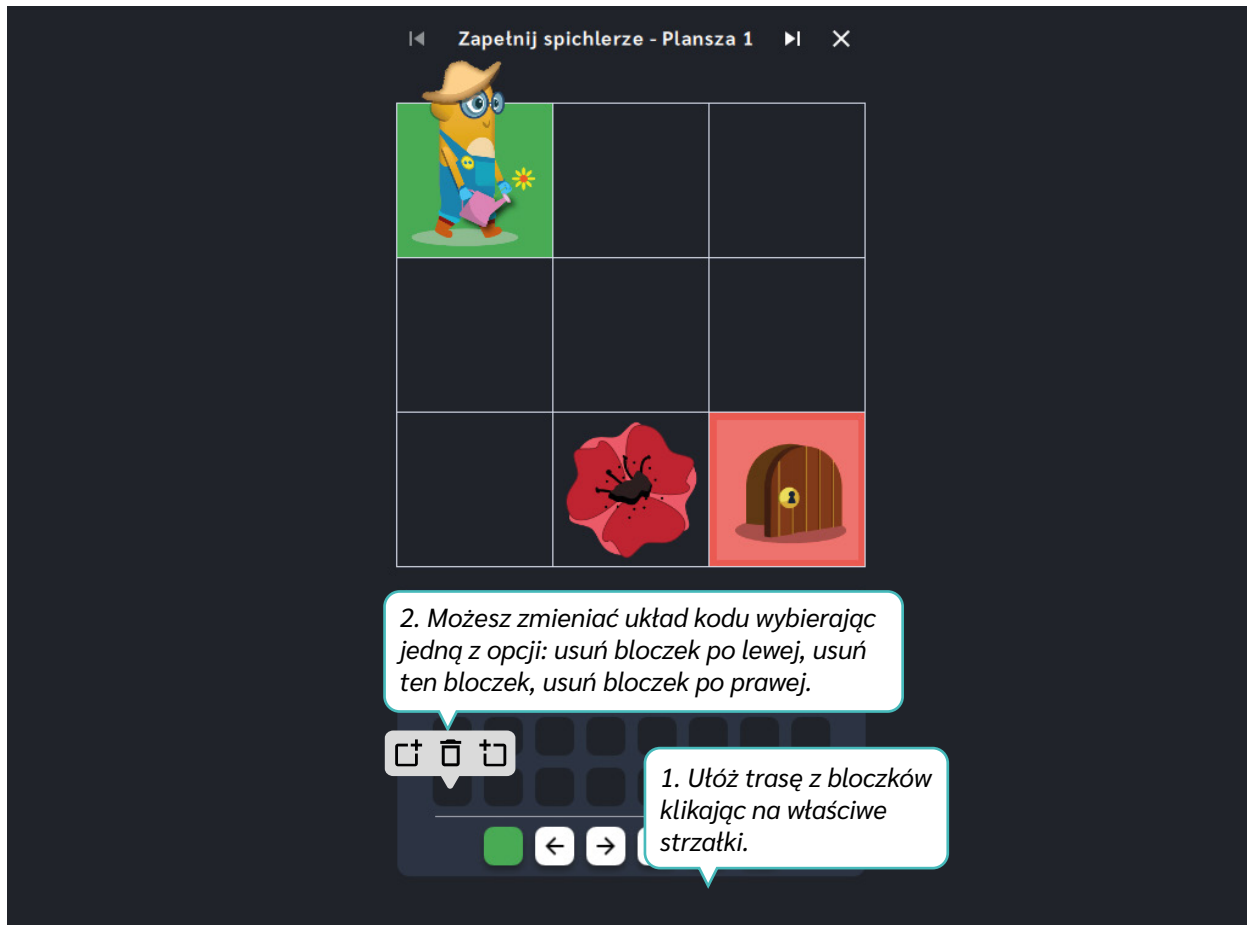 Zapełnij spichlerze - Plansza 1
2. Możesz zmieniać układ kodu wybierając
jedną z opcji: usuń bloczek po lewej, usuń
ten bloczek, usuń bloczek po prawej.
1. Ułóż trasę z bloczków
klikając na właściwe
strzałki.